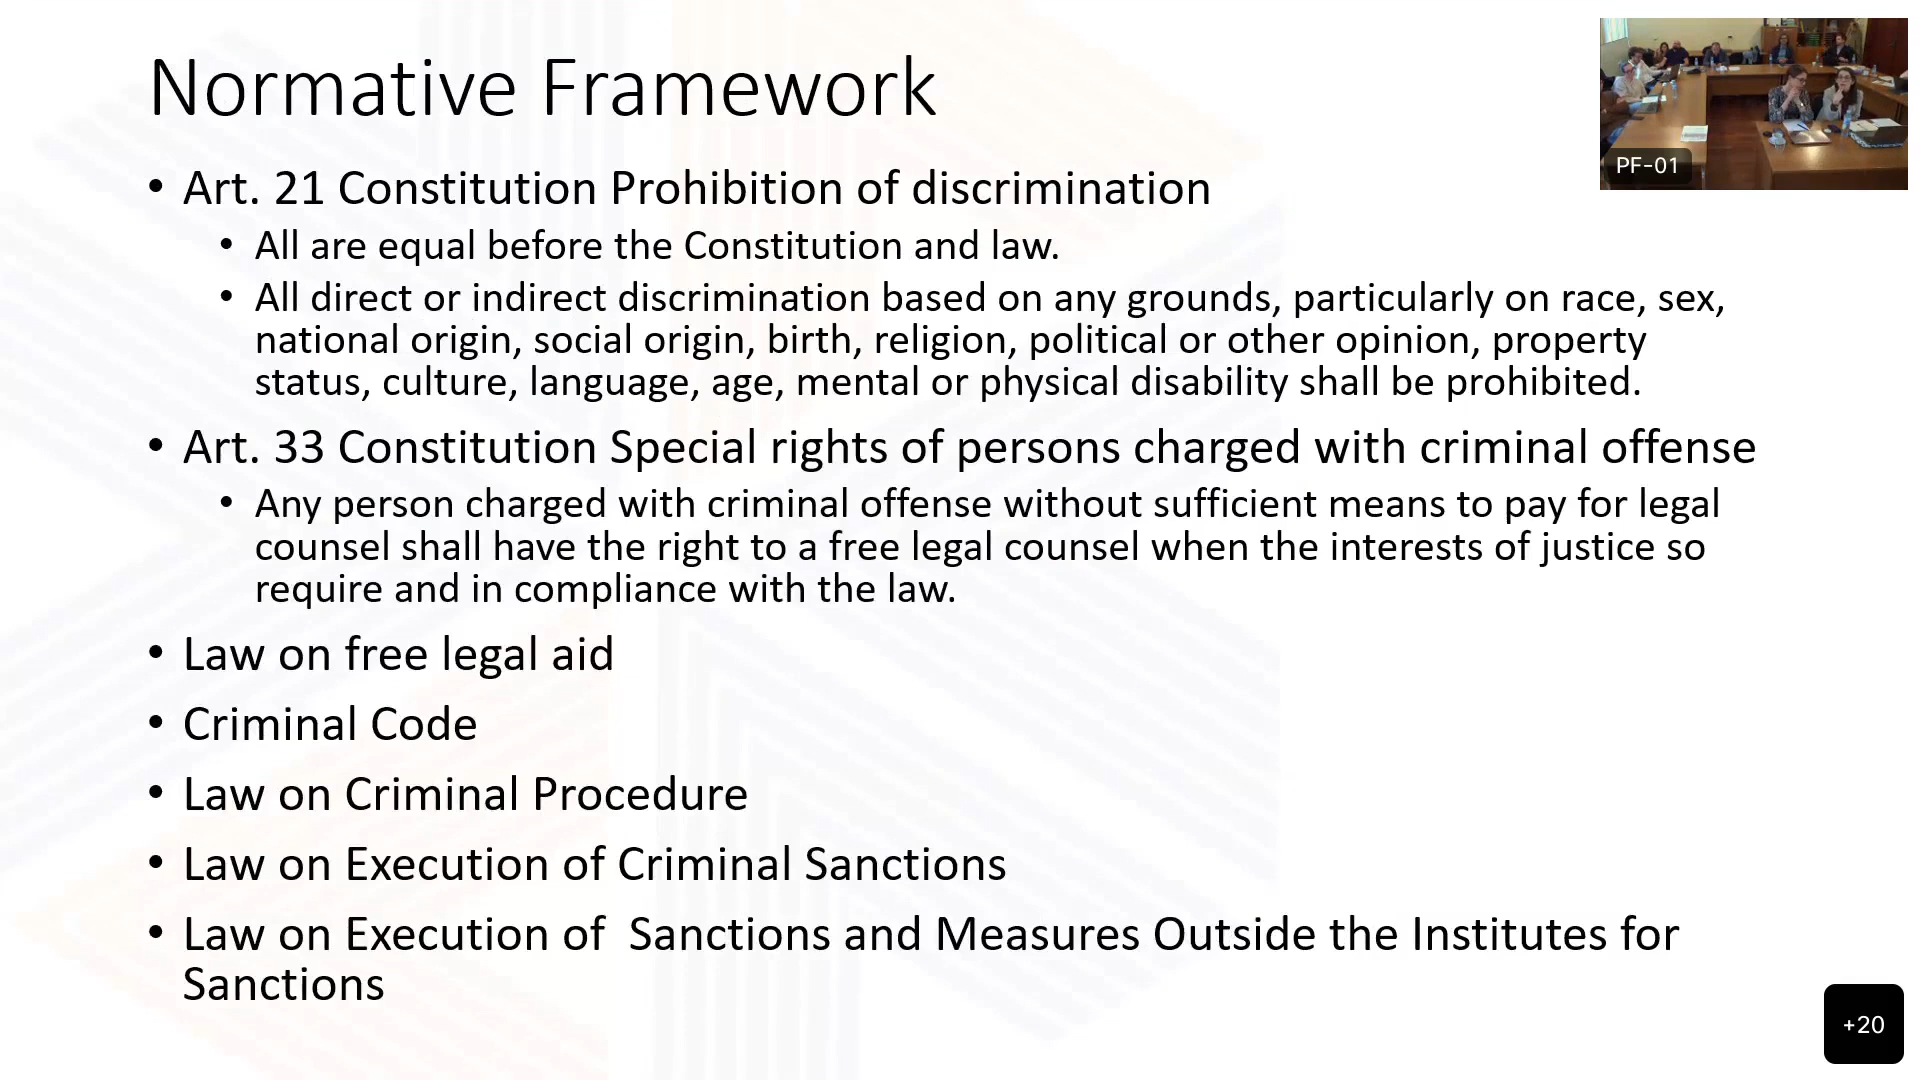 Normative Framework
PF-01
• Art. 21 Constitution Prohibition of discrimination
• All are equal before the Constitution and law.
• All direct or indirect discrimination based on any grounds, particularly on race, sex,
national origin, social origin, birth, religion, political or other opinion, property
status, culture, language, age, mental or physical disability shall be prohibited.
• Art. 33 Constitution Special rights of persons charged with criminal offense
• Any person charged with criminal offense without sufficient means to pay for legal
counsel shall have the right to a free legal counsel when the interests of justice so
require and in compliance with the law.
• Law on free legal aid
• Criminal Code
• Law on Criminal Procedure
• Law on Execution of Criminal Sanctions
• Law on Execution of  Sanctions and Measures Outside the Institutes for
Sanctions
+20